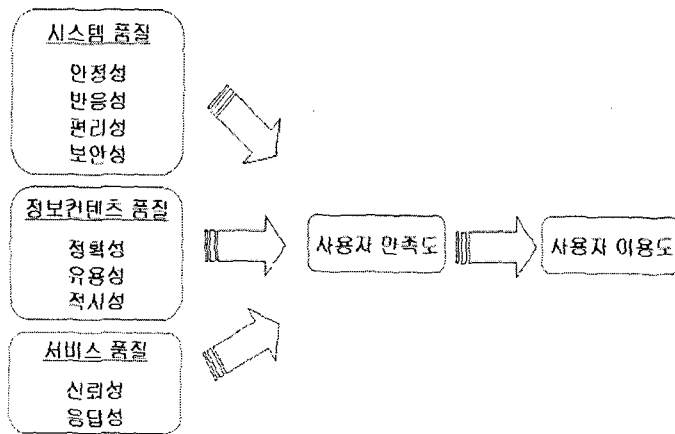 시스템 품질
안정성
반응성
편리성
보안성
정보컨텐츠 품질
정확성
유용성
적시성
서비스 품질
신뢰성
응답성
사용자 만족도
사용자 이용도